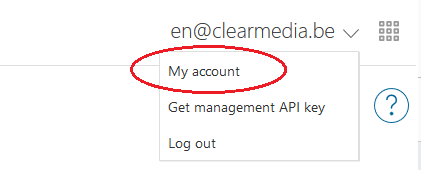 en@clearmedia.be
My account
Get management API key
Log out
?